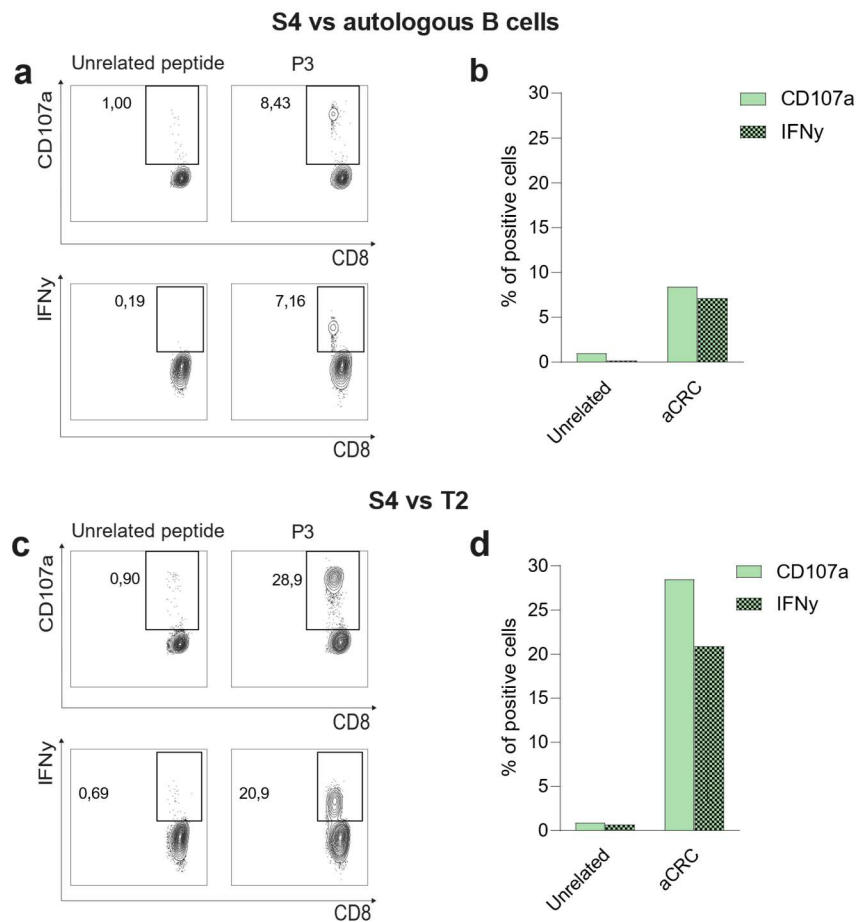 S4 vs autologous B cells
a
Unrelated peptide
P3
CD107a
1,00
8,43
CD8
IFNy
0,19
7,16
CD8
b
% of positive cells
30
25
20
15
10
5
0
Unrelated
aCRC
CD107a
IFNy
S4 vs T2
c
Unrelated peptide
P3
CD107a
0,90
28,9
CD8
IFNy
0,69
20,9
CD8
d
% of positive cells
30
25
20
15
10
5
0
Unrelated
aCRC
CD107a
IFNy